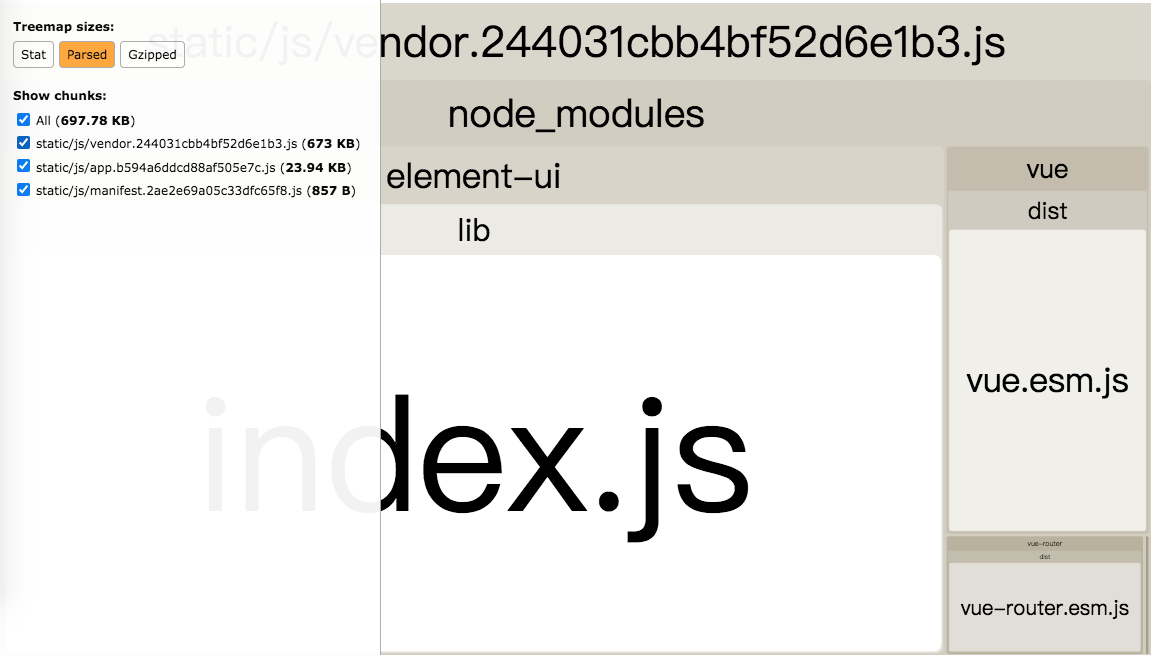 Treemap sizes:
Stat Parsed Gzipped
Show chunks:
All (697.78 KB)
static/js/vendor.244031cbb4bf52d6e1b3.js (673 KB)
static/js/app.b594a6ddcd88af505e7c.js (23.94 KB)
static/js/manifest.2ae2e69a05c33dfc65f8.js (857 B)
static/js/vendor.244031cbb4bf52d6e1b3.js
node_modules
element-ui
lib
index.js
vue
dist
vue.esm.js
vue-router
dist
vue-router.esm.js